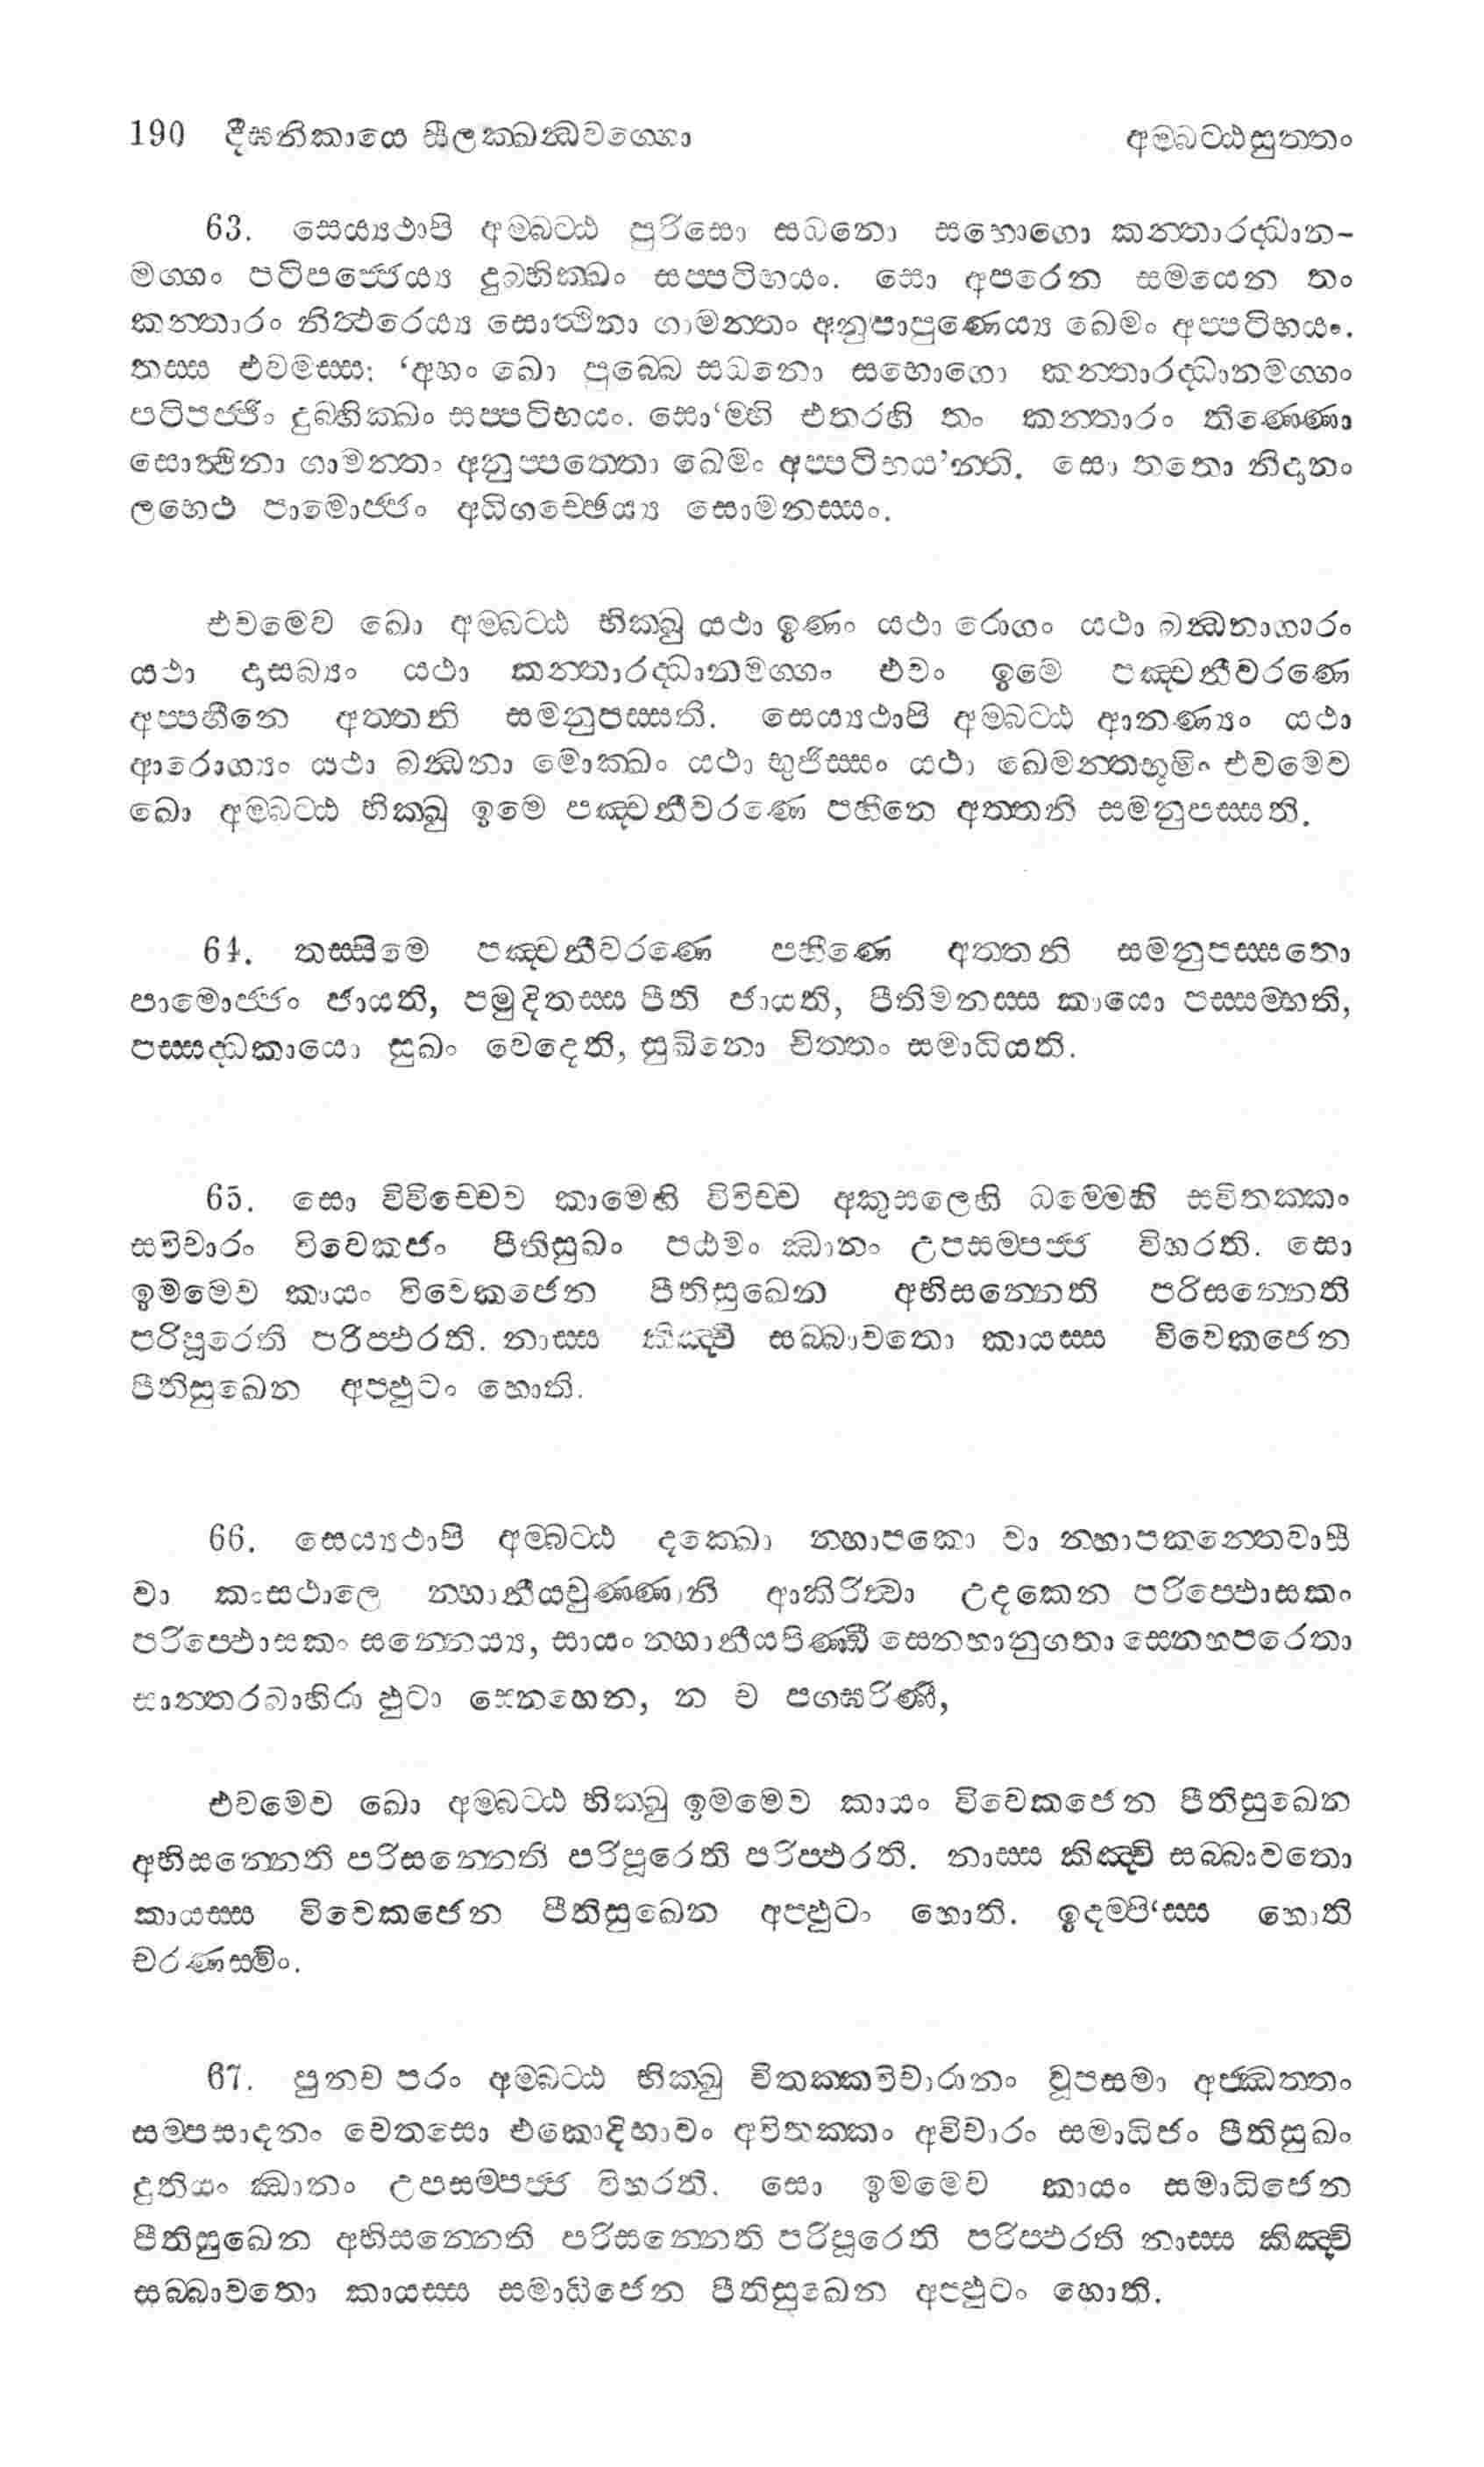 190 දීඝනිකායෙ සීලක්ඛන්ධවග්ගො අම්බට්ඨසුත්තං
63. සෙය්‍යථාපි අම්බට්ඨ පුරිසො සධනො සභොගො කන්තාරද්ධාන-
මග්ගං පටිපජ්ජෙය්‍ය දුබ්භික්ඛං සප්පටිභයං. සො අපරෙන සමයෙන තං
කන්තාරං නිත්ථරෙය්‍ය සොත්ථිනා ගාමන්තං අනුපාපුණෙය්‍ය ඛෙමං අප්පටිභයං.
තස්ස එවමස්ස: ‘අහං ඛො පුබ්බෙ සධනො සභොගො කන්තාරද්ධානමග්ගං
පටිපජ්ජිං දුබ්භික්ඛං සප්පටිභයං. සො‘ම්හි එතරහි තං කන්තාරං තිණ්ණො
සොත්ථිනා ගාමන්තං අනුප්පත්තො ඛෙමං අප්පටිභය’න්ති. සො තතො නිදානං
ලභෙථ පාමොජ්ජං අධිගච්ඡෙය්‍ය සොමනස්සං.
එවමෙව ඛො අම්බට්ඨ භික්ඛු යථා ඉණං යථා රොගං යථා බන්ධනාගාරං
යථා දාසබ්‍යං යථා කන්තාරද්ධානමග්ගං එවං ඉමෙ පඤ්චනීවරණෙ
අප්පහීනෙ අත්තනි සමනුපස්සති. සෙය්‍යථාපි අම්බට්ඨ ආනණ්‍යං යථා
ආරොග්‍යං යථා බන්ධනා මොක්ඛං යථා භුජිස්සං යථා ඛෙමන්තභූමිං එවමෙව
ඛො අම්බට්ඨ භික්ඛු ඉමෙ පඤ්චනීවරණෙ පහීනෙ අත්තනි සමනුපස්සති.
64. තස්සිමෙ පඤ්චනීවරණෙ පහීණෙ අත්තනි සමනුපස්සතො
පාමොජ්ජං ජායති, පමුදිතස්ස පීති ජායති, පීතිමනස්ස කායො පස්සම්භති,
පස්සද්ධකායො සුඛං වෙදෙති, සුඛිනො චිත්තං සමාධියති.
65. සො විවිච්චෙව කාමෙහි විවිච්ච අකුසලෙහි ධම්මෙහි සවිතක්කං
සවිචාරං විවෙකජං පීතිසුඛං පඨමං ඣානං උපසම්පජ්ජ විහරති. සො
ඉමමෙව කායං විවෙකජෙන පීතිසුඛෙන අභිසන්නෙති පරිසන්නෙති
පරිපූරෙති පරිප්ඵරති. නාස්ස කිඤ්චි සබ්බාවතො කායස්ස විවෙකජෙන
පීතිසුඛෙන අප්ඵුටං හොති.
66. සෙය්‍යථාපි අම්බට්ඨ දක්ඛො නහාපකො වා නහාපකන්තෙවාසී
වා කංසථාලෙ නහානීයචුණ්ණානි ආකිරිත්වා උදකෙන පරිප්ඵොසකං
පරිප්ඵොසකං සන්නෙය්‍ය, සායං නහානීයපිණ්ඩි සෙනහානුගතා සෙනහපරෙතා
සාන්තරබාහිරා ඵුටා සෙනහෙන, න ච පග්ඝරිණී,
එවමෙව ඛො අම්බට්ඨ භික්ඛු ඉමමෙව කායං විවෙකජෙන පීතිසුඛෙන
අභිසන්නෙති පරිසන්නෙති පරිපූරෙති පරිප්ඵරති. නාස්ස කිඤ්චි සබ්බාවතො
කායස්ස විවෙකජෙන පීතිසුඛෙන අප්ඵුටං හොති. ඉදම්පි‘ස්ස හොති
චරණස්මිං.
67. පුනච පරං අම්බට්ඨ භික්ඛු විතක්කවිචාරානං වූපසමා අජ්ඣත්තං
සම්පසාදනං චෙතසො එකොදිභාවං අවිතක්කං අවිචාරං සමාධිජං පීතිසුඛං
දුතියං ඣානං උපසම්පජ්ජ විහරති. සො ඉමමෙව කායං සමාධිජෙන
පීතිසුඛෙන අභිසන්නෙති පරිසන්නෙති පරිපූරෙති පරිප්ඵරති නාස්ස කිඤ්චි
සබ්බාවතො කායස්ස සමාධිජෙන පීතිසුඛෙන අප්ඵුටං හොති.